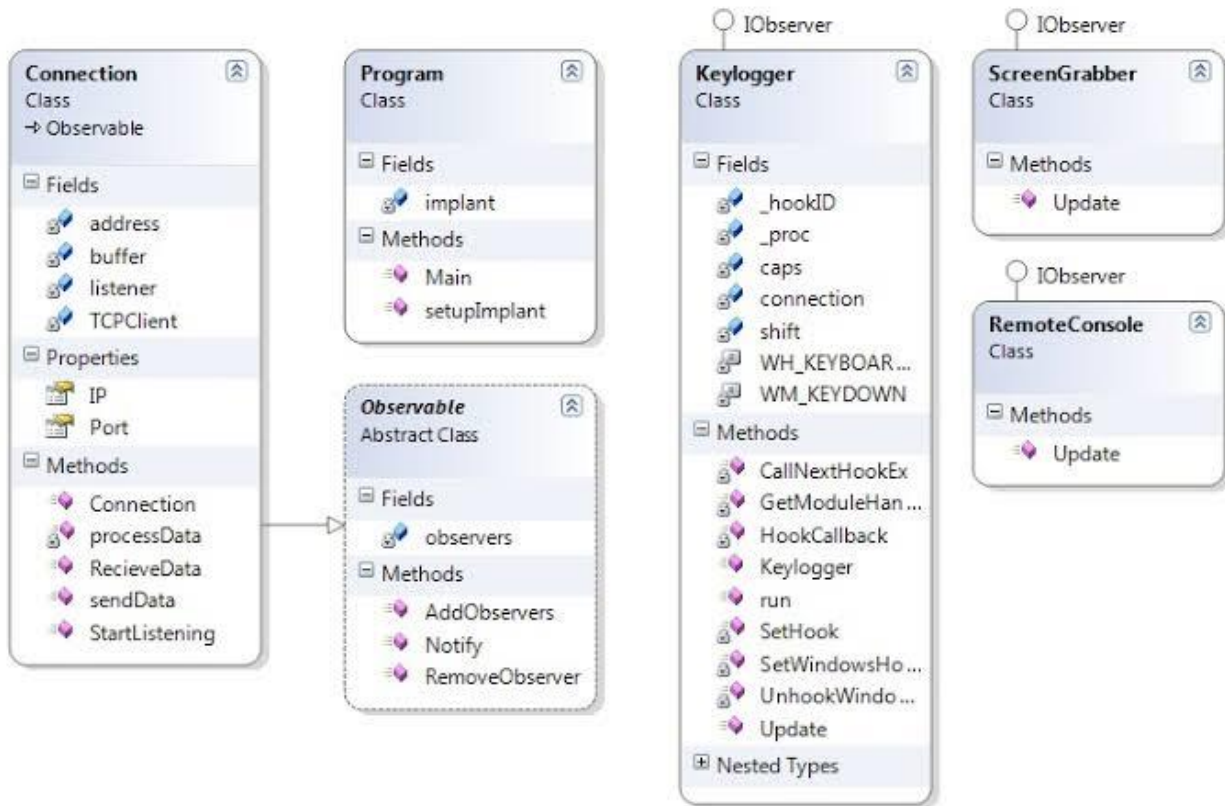 Connection
Class
Observable
Fields
address
buffer
listener
TCPClient
Properties
IP
Port
Methods
Connection
processData
RecieveData
sendData
StartListening
Program
Class
Fields
implant
Methods
Main
setupImplant
Observable
Abstract Class
Fields
observers
Methods
AddObservers
Notify
RemoveObserver
IObserver
Keylogger
Class
Fields
_hookID
_proc
caps
connection
shift
WH_KEYBOAR...
WM_KEYDOWN
Methods
CallNextHookEx
GetModuleHan...
HookCallback
Keylogger
run
SetHook
SetWindowsHo...
UnhookWindo...
Update
Nested Types
IObserver
ScreenGrabber
Class
Methods
Update
IObserver
RemoteConsole
Class
Methods
Update